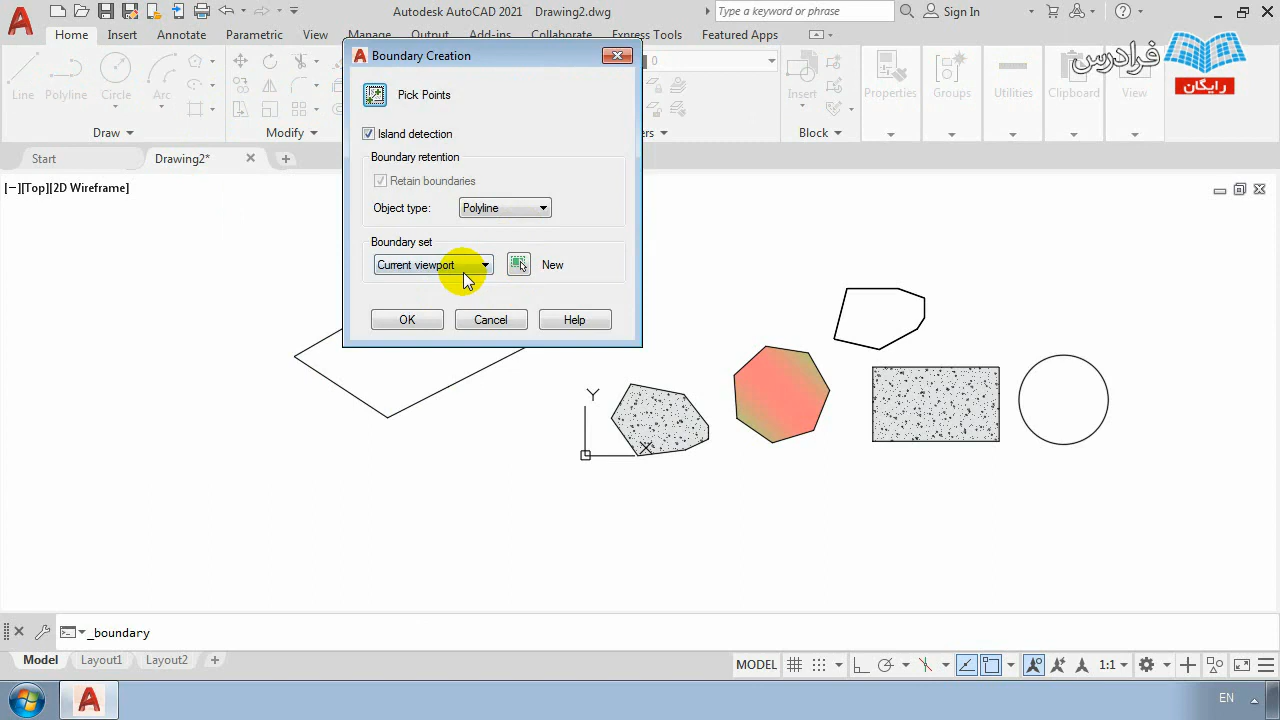 Autodesk AutoCAD 2021 Drawing2.dwg
Type a keyword or phrase
Sign In
Home Insert Annotate Parametric View Manage Output Add-ins Collaborate Express Tools Featured Apps
Boundary Creation
Line Polyline Circle Arc
Draw
Modify
0
Insert
Block
Properties
Groups
Utilities
Clipboard
فرادرس
رایگان
Start
Drawing2*
[−][Top][2D Wireframe]
Pick Points
Island detection
Boundary retention
Retain boundaries
Object type: Polyline
Boundary set
Current viewport New
OK Cancel Help
Y
X
_boundary
Model Layout1 Layout2
MODEL
1:1
EN